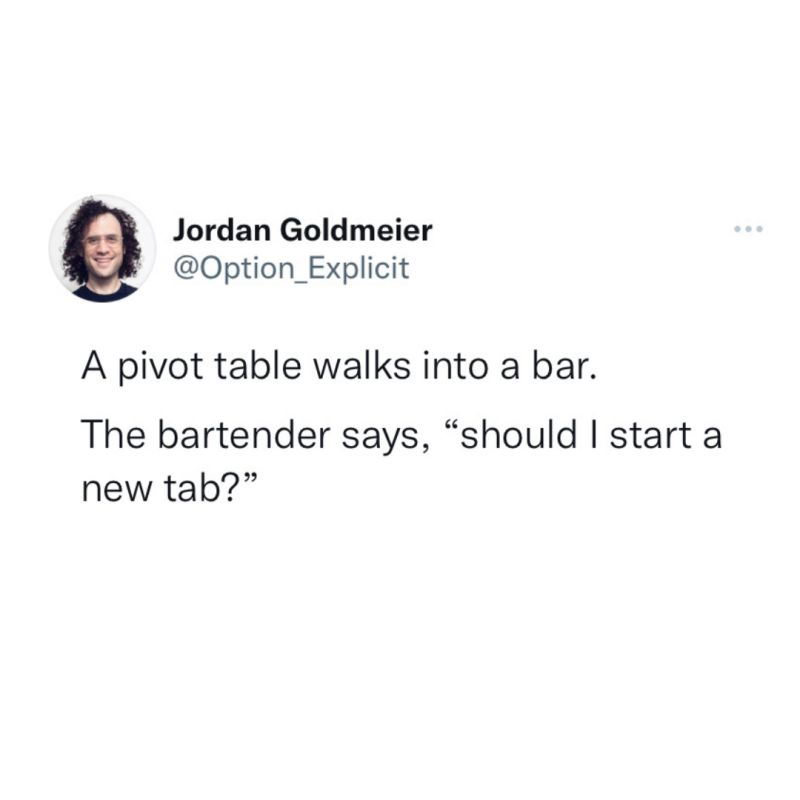 Jordan Goldmeier
@Option_Explicit
A pivot table walks into a bar.
The bartender says, “should I start a
new tab?”